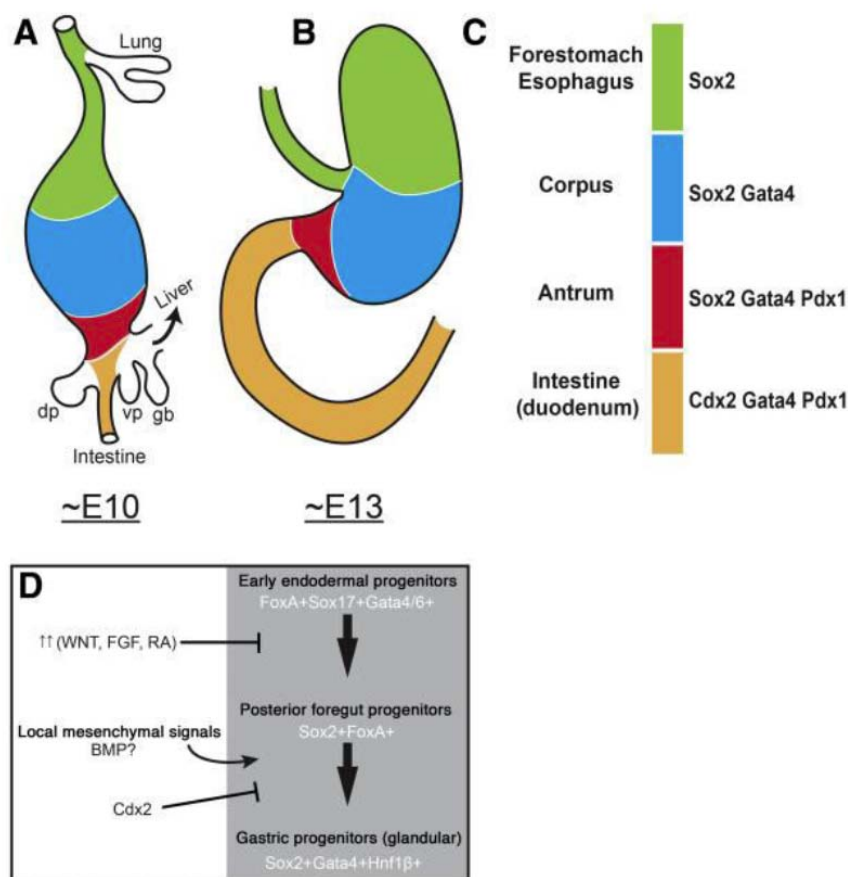 A
Lung
Liver
dp
vp
gb
Intestine
~E10
B
~E13
C
Forestomach
Esophagus
Sox2
Corpus
Sox2 Gata4
Antrum
Sox2 Gata4 Pdx1
Intestine
(duodenum)
Cdx2 Gata4 Pdx1
D
Early endodermal progenitors
FoxA+Sox17+Gata4/6+
↑↑(WNT, FGF, RA)
Posterior foregut progenitors
Sox2+FoxA+
Local mesenchymal signals
BMP?
Cdx2
Gastric progenitors (glandular)
Sox2+Gata4+Hnf1β+